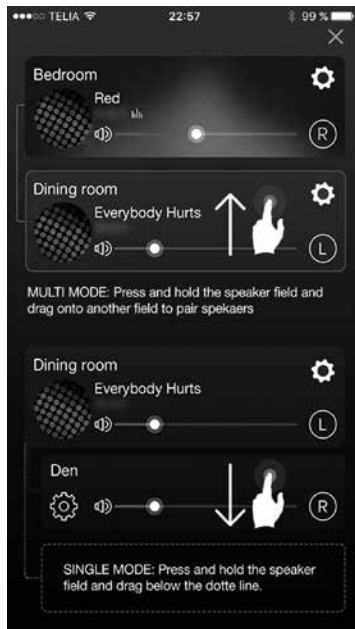 TELIA 22:57 99 %
Bedroom
Red
R
Dining room
Everybody Hurts
L
MULTI MODE: Press and hold the speaker field and
drag onto another field to pair spekaers
Dining room
Everybody Hurts
L
Den
R
SINGLE MODE: Press and hold the speaker
field and drag below the dotte line.